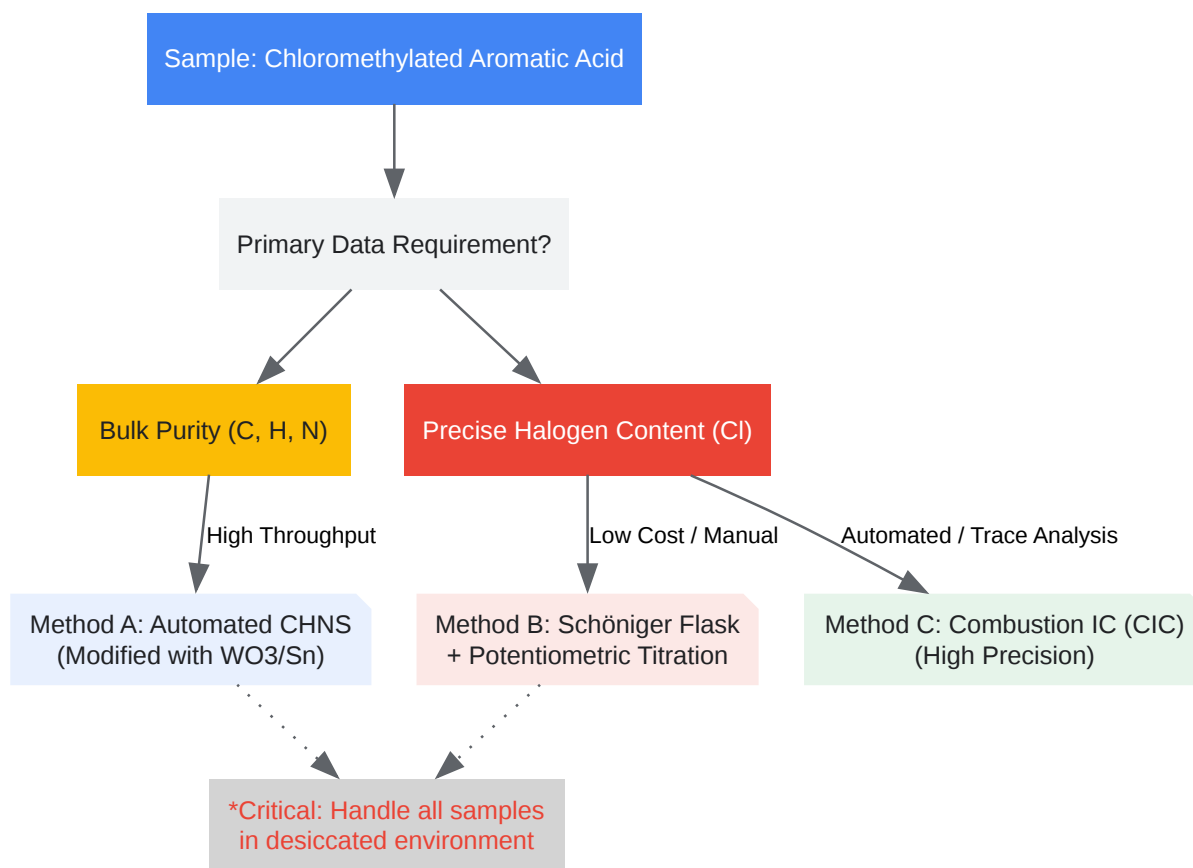 Sample: Chloromethylated Aromatic Acid
Primary Data Requirement?
Bulk Purity (C, H, N)
Precise Halogen Content (Cl)
High Throughput
Low Cost / Manual
Automated / Trace Analysis
Method A: Automated CHNS
(Modified with WO3/Sn)
Method B: Schöniger Flask
+ Potentiometric Titration
Method C: Combustion IC (CIC)
(High Precision)
*Critical: Handle all samples
in desiccated environment